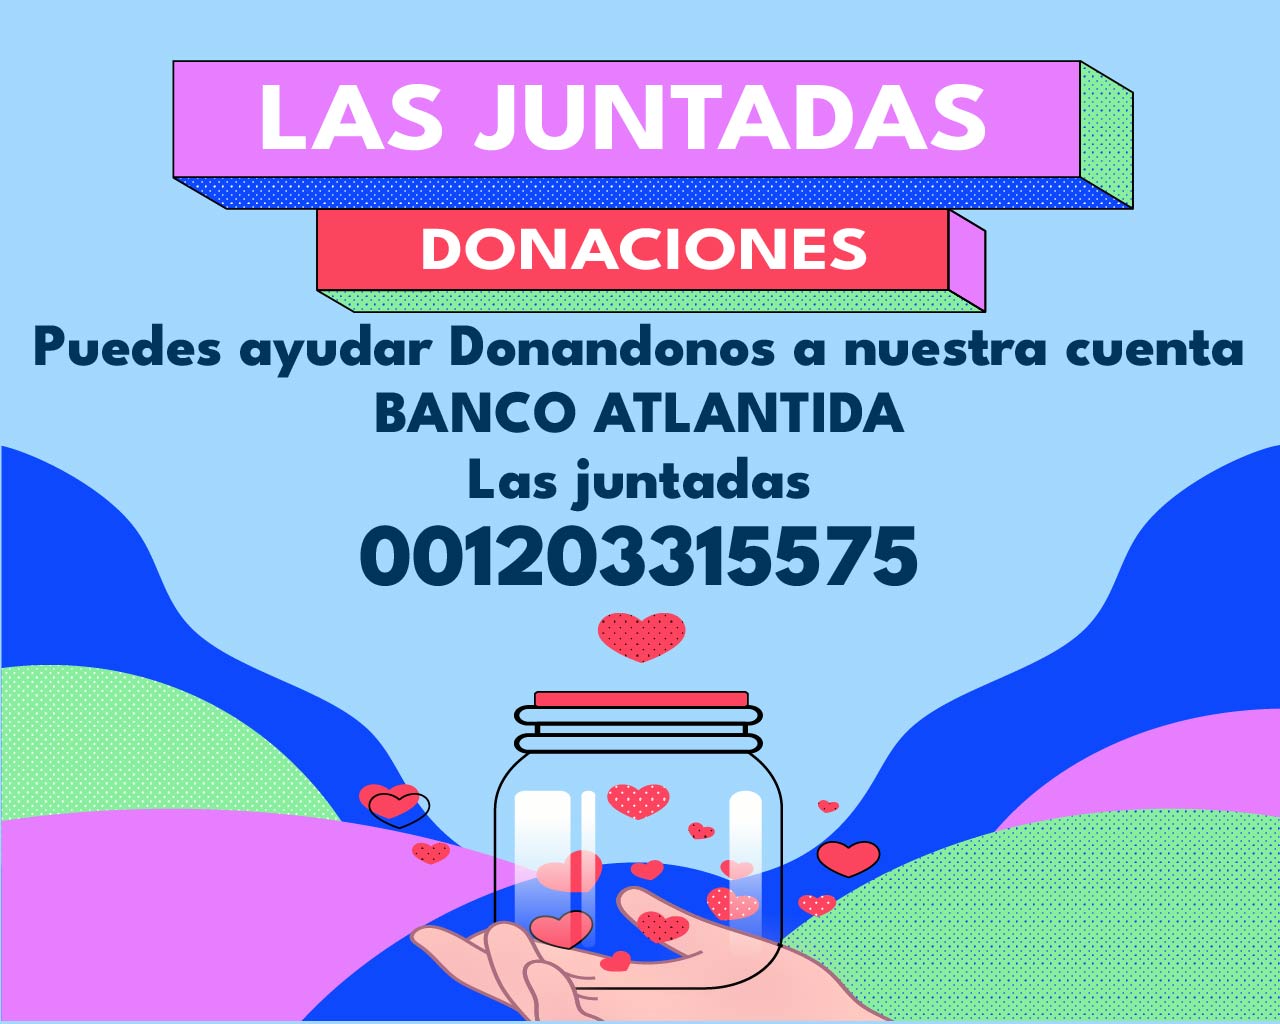 LAS JUNTADAS
DONACIONES
Puedes ayudar Donandonos a nuestra cuenta
BANCO ATLANTIDA
Las juntadas
001203315575